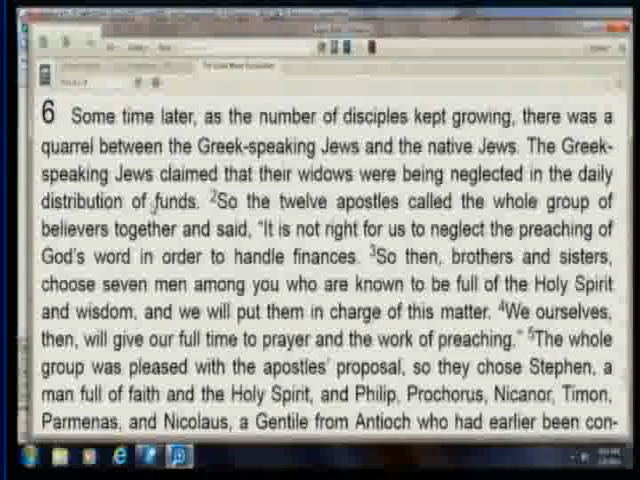 6 Some time later, as the number of disciples kept growing, there was a
quarrel between the Greek-speaking Jews and the native Jews. The Greek-
speaking Jews claimed that their widows were being neglected in the daily
distribution of funds. 2So the twelve apostles called the whole group of
believers together and said, "It is not right for us to neglect the preaching of
God's word in order to handle finances. 3So then, brothers and sisters,
choose seven men among you who are known to be full of the Holy Spirit
and wisdom, and we will put them in charge of this matter. 4We ourselves,
then, will give our full time to prayer and the work of preaching." 5The whole
group was pleased with the apostles' proposal, so they chose Stephen, a
man full of faith and the Holy Spirit, and Philip, Prochorus, Nicanor, Timon,
Parmenas, and Nicolaus, a Gentile from Antioch who had earlier been con-